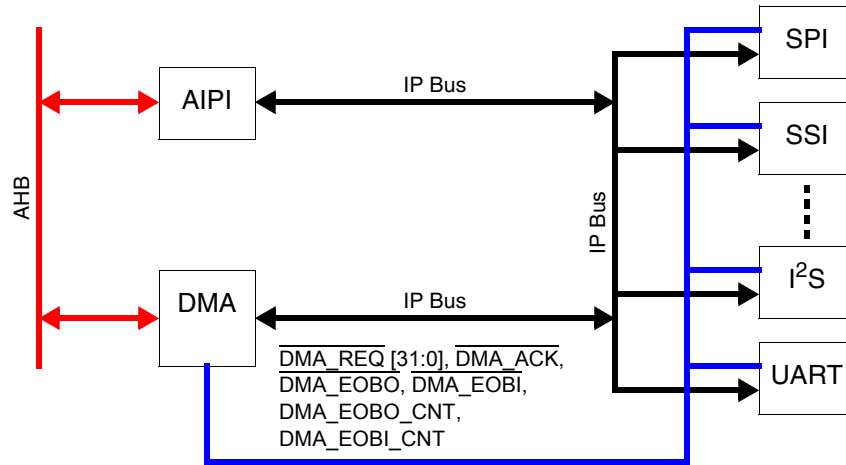 SPI
AIPI
IP Bus
SSI
AHB
IP Bus
I²S
DMA
IP Bus
DMA_REQ [31:0], DMA_ACK,
DMA_EOBO, DMA_EOBI,
DMA_EOBO_CNT,
DMA_EOBI_CNT
UART